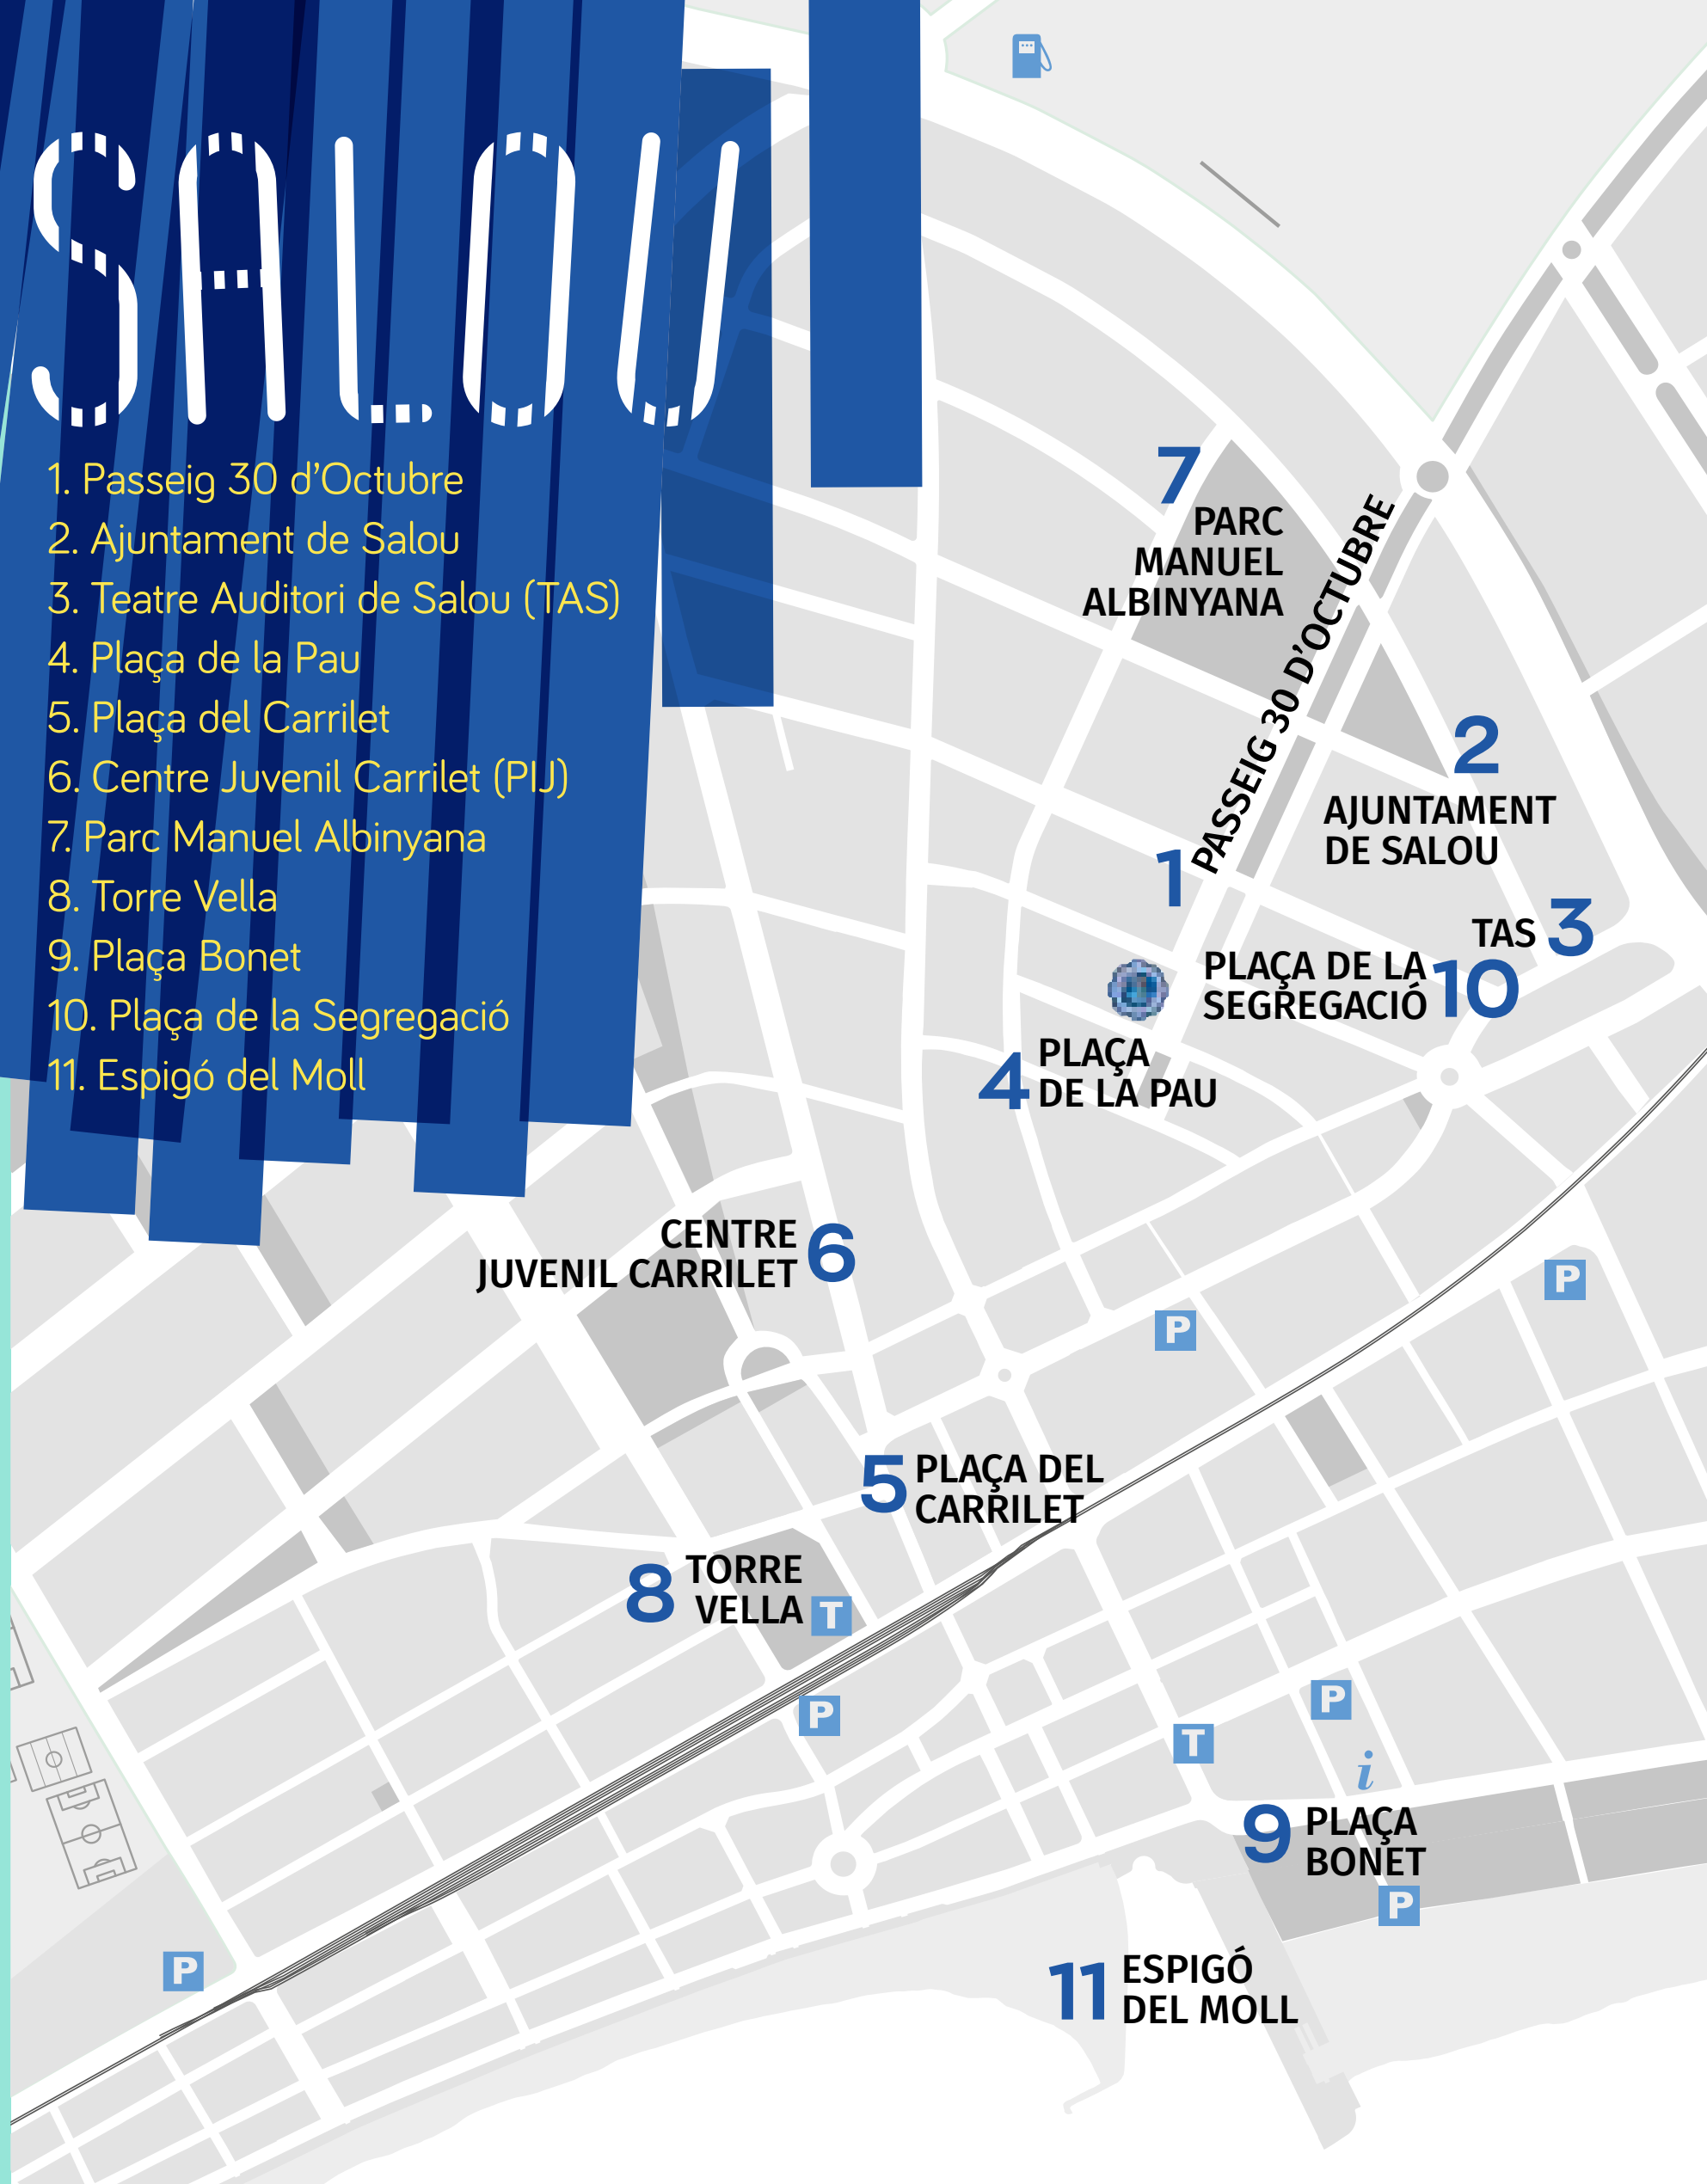 SALOU
1. Passeig 30 d'Octubre
2. Ajuntament de Salou
3. Teatre Auditori de Salou (TAS)
4. Plaça de la Pau
5. Plaça del Carrilet
6. Centre Juvenil Carrilet (PIJ)
7. Parc Manuel Albinyana
8. Torre Vella
9. Plaça Bonet
10. Plaça de la Segregació
11. Espigó del Moll
7
PARC
MANUEL
ALBINYANA
PASSEIG 30 D'OCTUBRE
1
2
AJUNTAMENT
DE SALOU
TAS 3
PLAÇA DE LA
SEGREGACIÓ
10
4
PLAÇA
DE LA PAU
CENTRE
JUVENIL CARRILET
6
P
P
5
PLAÇA DEL
CARRILET
8
TORRE
VELLA
T
P
P
T
i
9
PLAÇA
BONET
P
P
11
ESPIGÓ
DEL MOLL